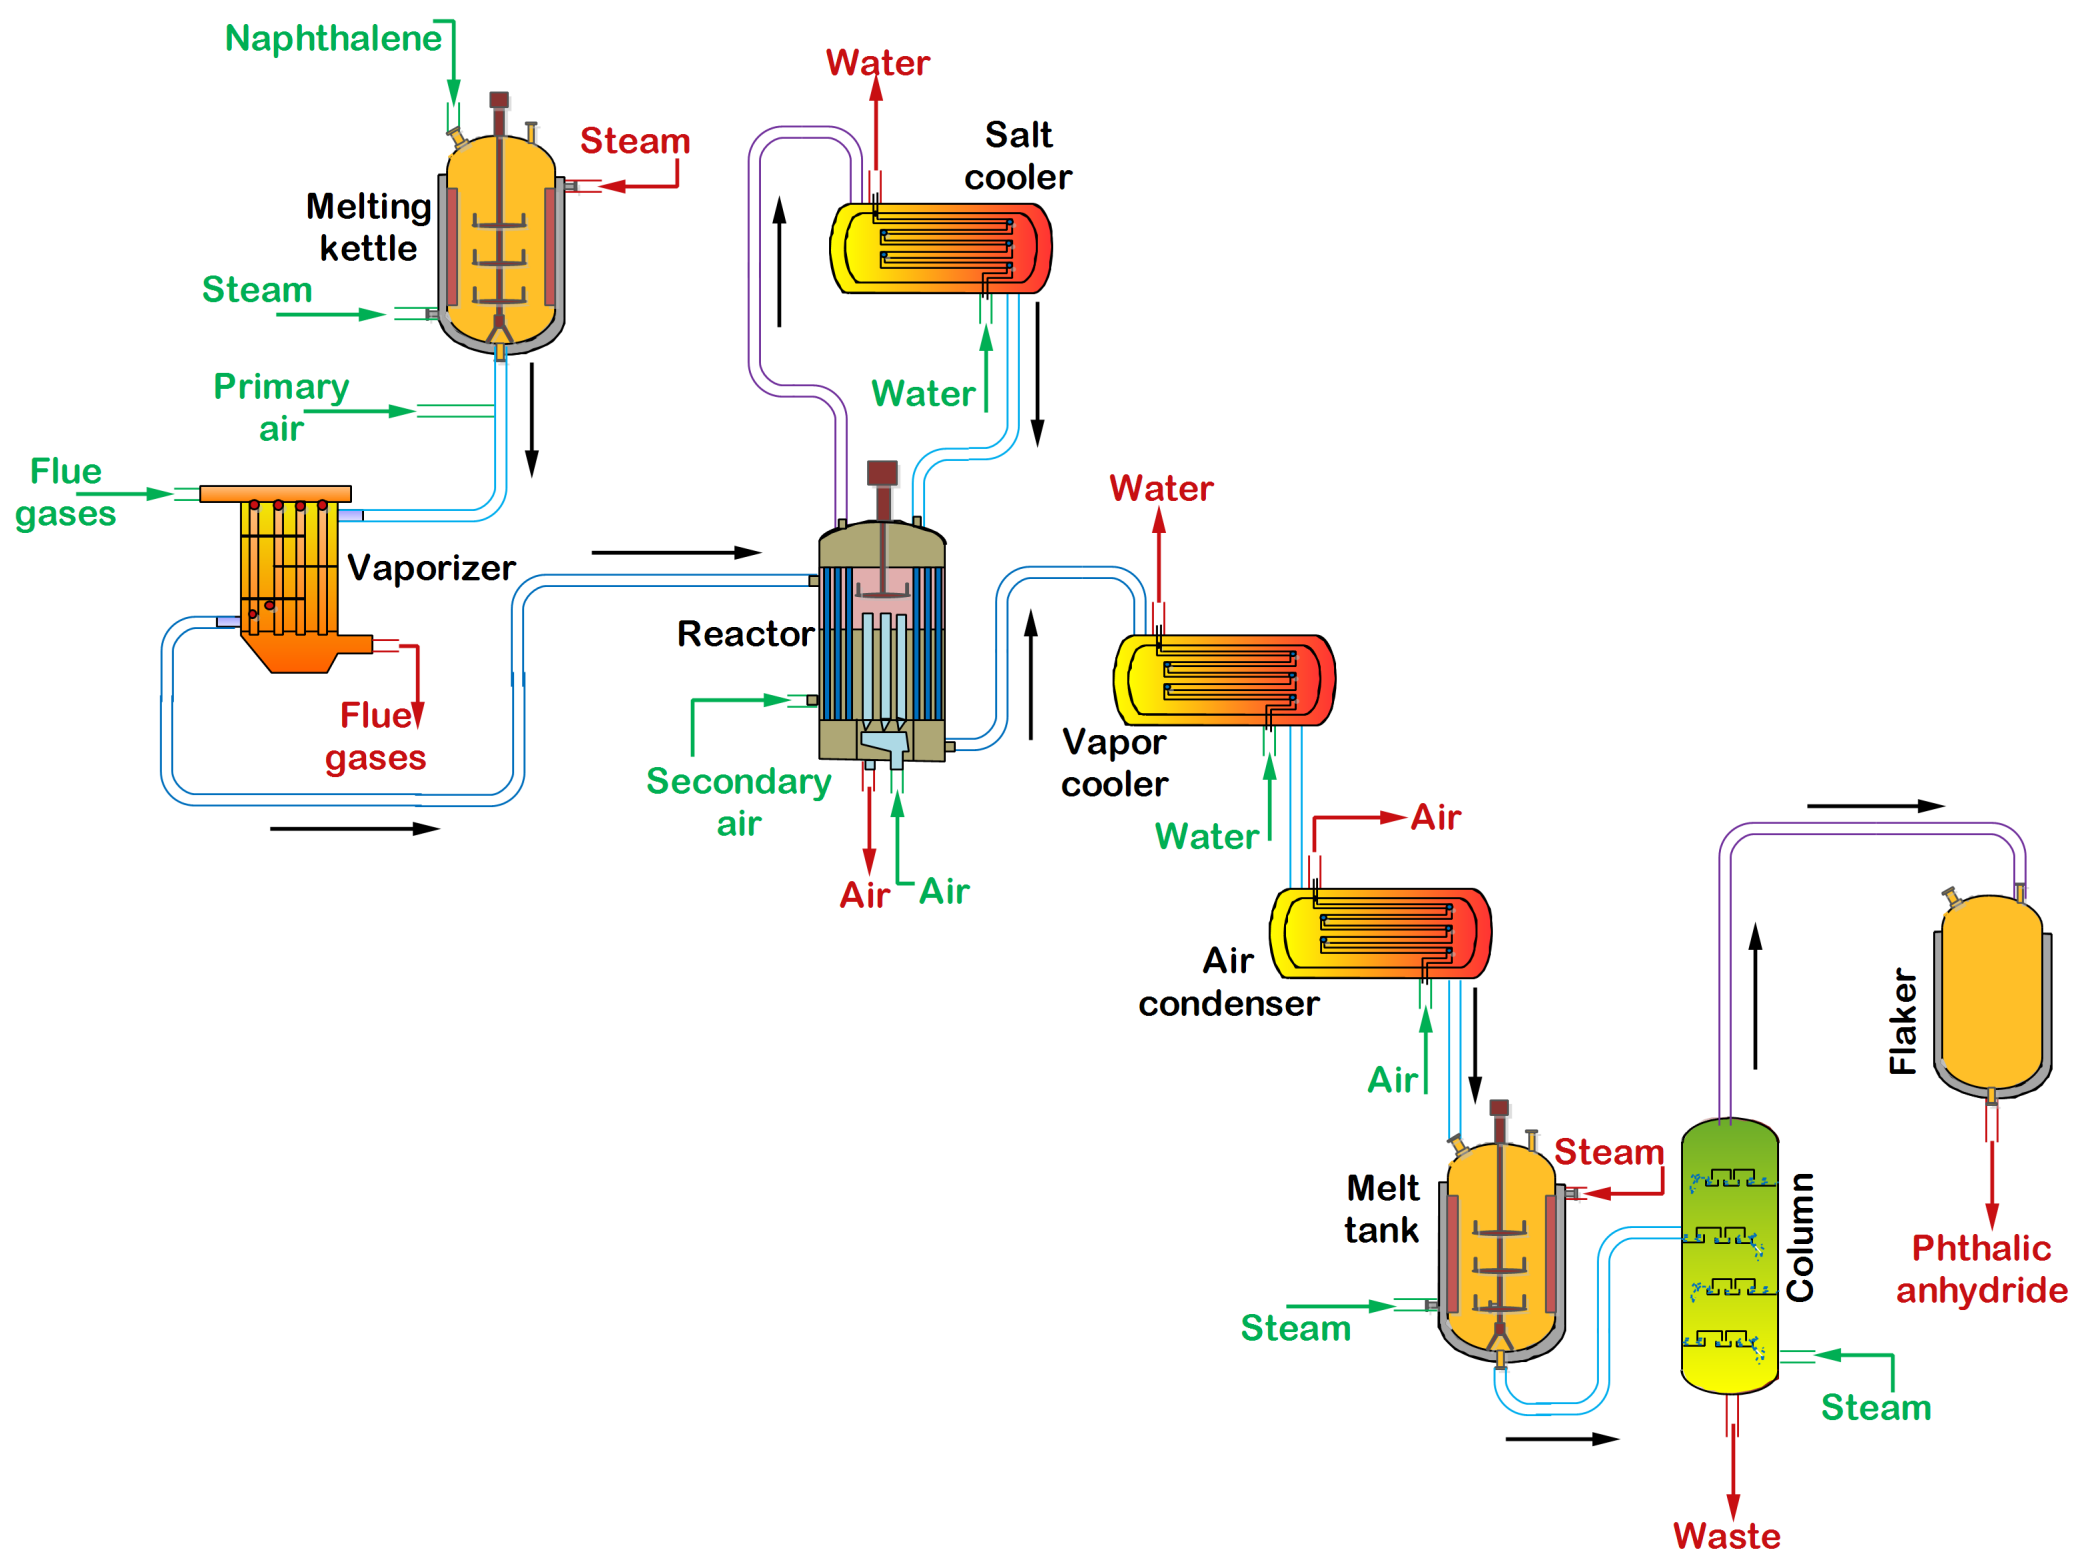 Naphthalene
Steam
Melting
kettle
Steam
Primary
air
Flue
gases
Vaporizer
Flue
gases
Water
Salt
cooler
Water
Reactor
Secondary
air
Air
Air
Water
Vapor
cooler
Water
Air
Air
condenser
Air
Melt
tank
Steam
Steam
Column
Steam
Waste
Flaker
Phthalic
anhydride